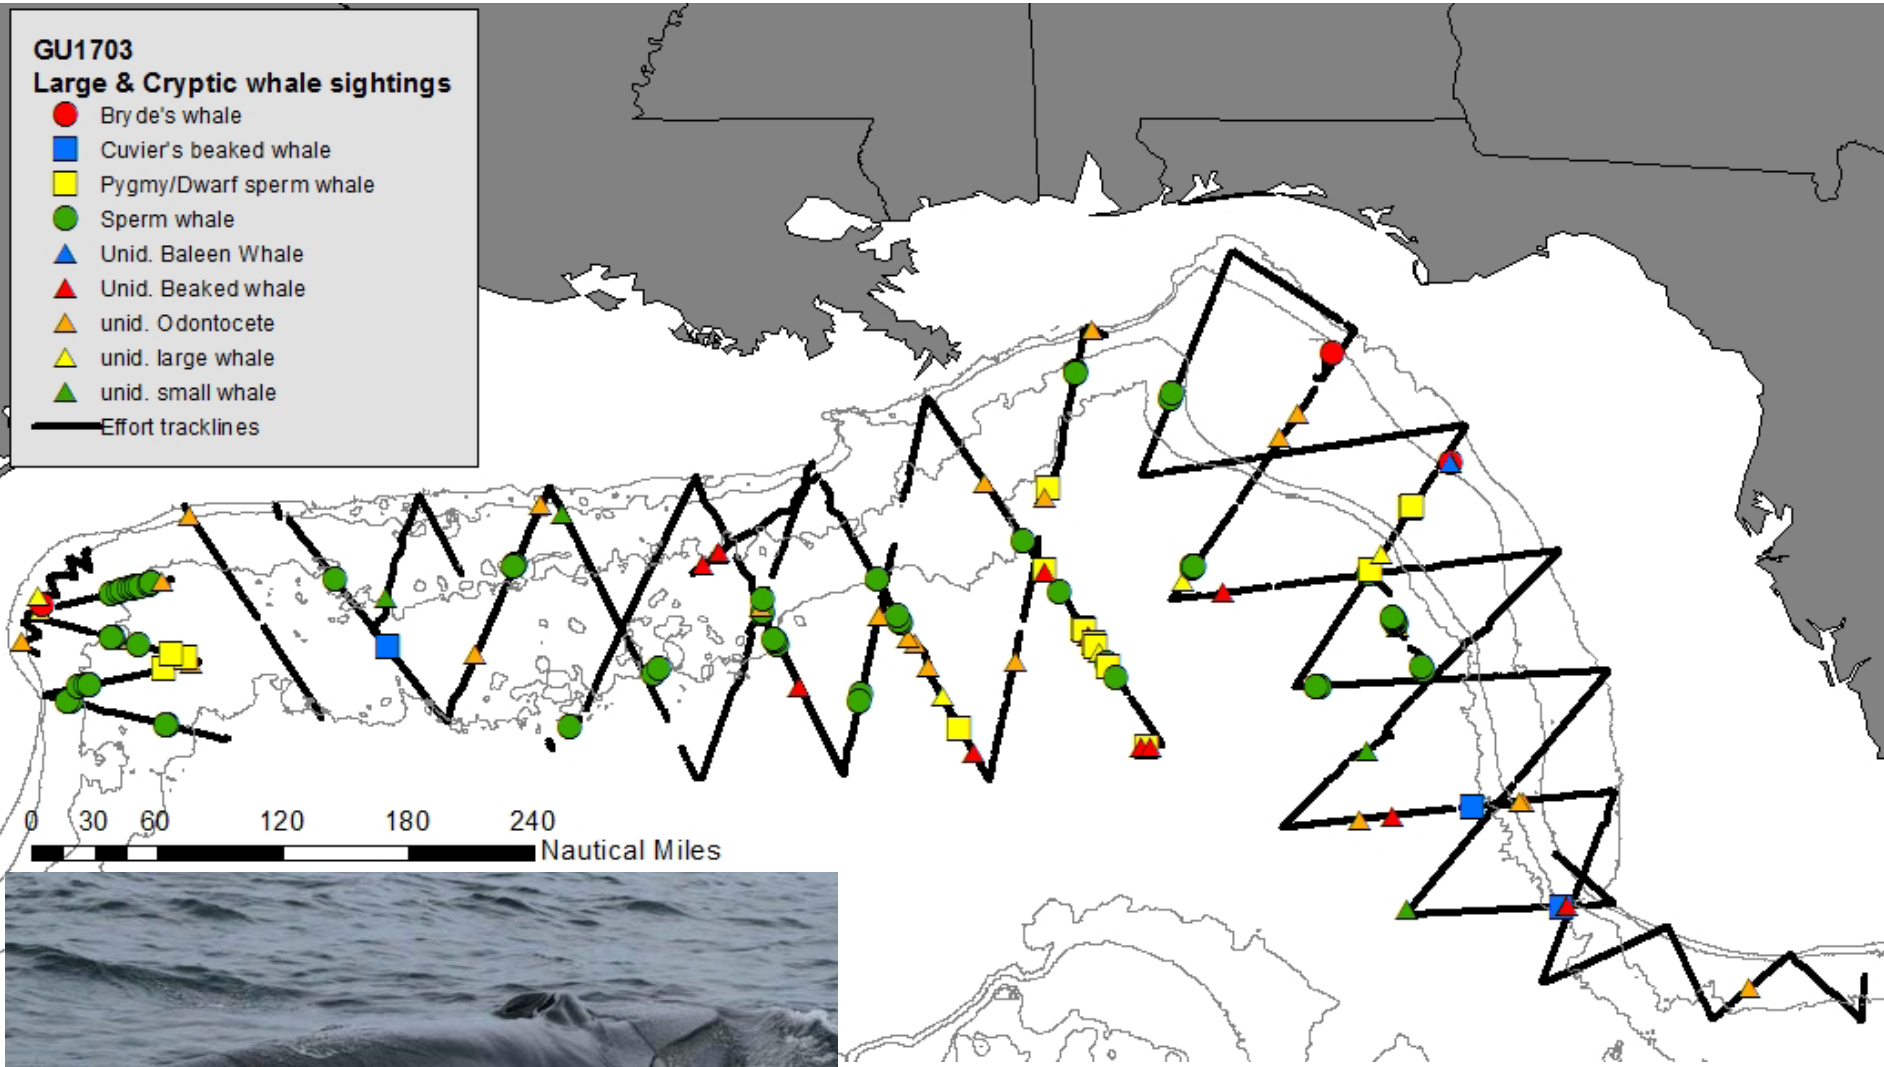 GU1703
Large & Cryptic whale sightings
Bryde's whale
Cuvier's beaked whale
Pygmy/Dwarf sperm whale
Sperm whale
Unid. Baleen Whale
Unid. Beaked whale
unid. Odontocete
unid. large whale
unid. small whale
Effort tracklines
0 30 60 120 180 240
Nautical Miles